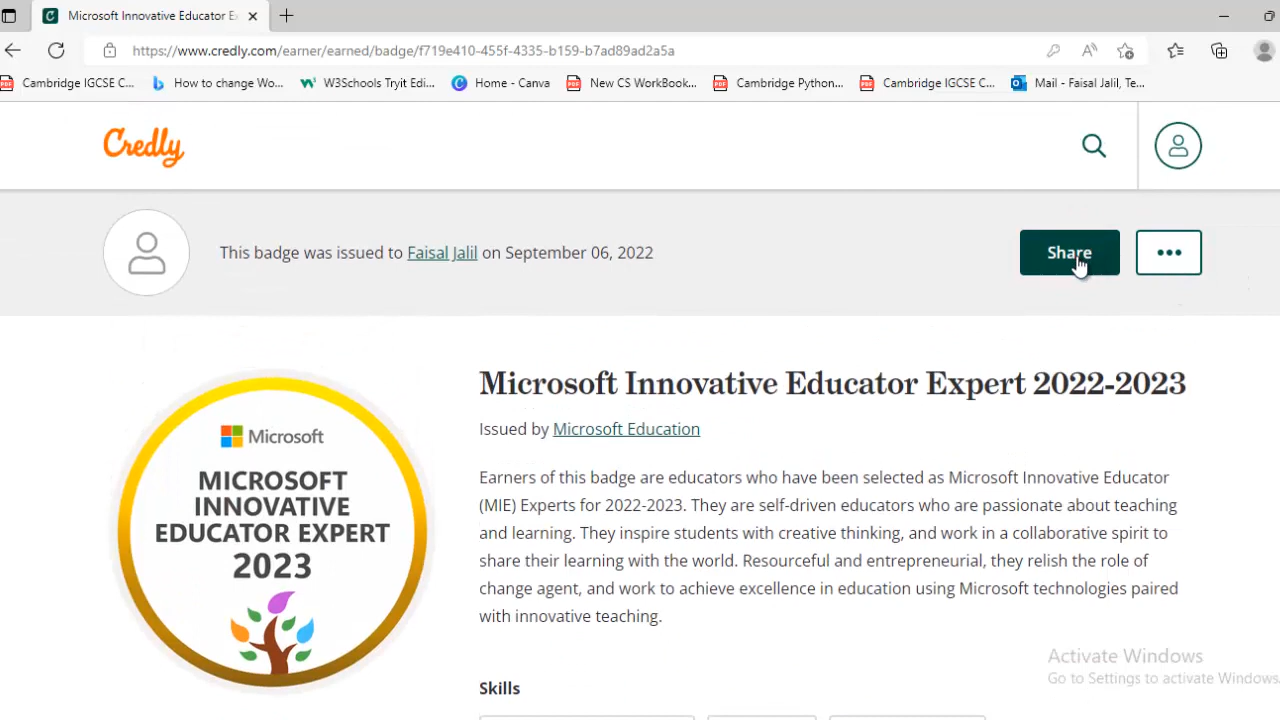 Microsoft Innovative Educator E
https://www.credly.com/earner/earned/badge/f719e410-455f-4335-b159-b7ad89ad2a5a
Cambridge IGCSE C...
How to change Wo...
W3Schools Tryit Edi...
Home - Canva
New CS WorkBook...
Cambridge Python...
Cambridge IGCSE C...
Mail - Faisal Jalil, Te...
Credly
This badge was issued to Faisal Jalil on September 06, 2022
Share
Microsoft Innovative Educator Expert 2022-2023
Issued by Microsoft Education
Earners of this badge are educators who have been selected as Microsoft Innovative Educator
(MIE) Experts for 2022-2023. They are self-driven educators who are passionate about teaching
and learning. They inspire students with creative thinking, and work in a collaborative spirit to
share their learning with the world. Resourceful and entrepreneurial, they relish the role of
change agent, and work to achieve excellence in education using Microsoft technologies paired
with innovative teaching.
Skills
Microsoft
MICROSOFT
INNOVATIVE
EDUCATOR EXPERT
2023
Activate Windows
Go to Settings to activate Windows.